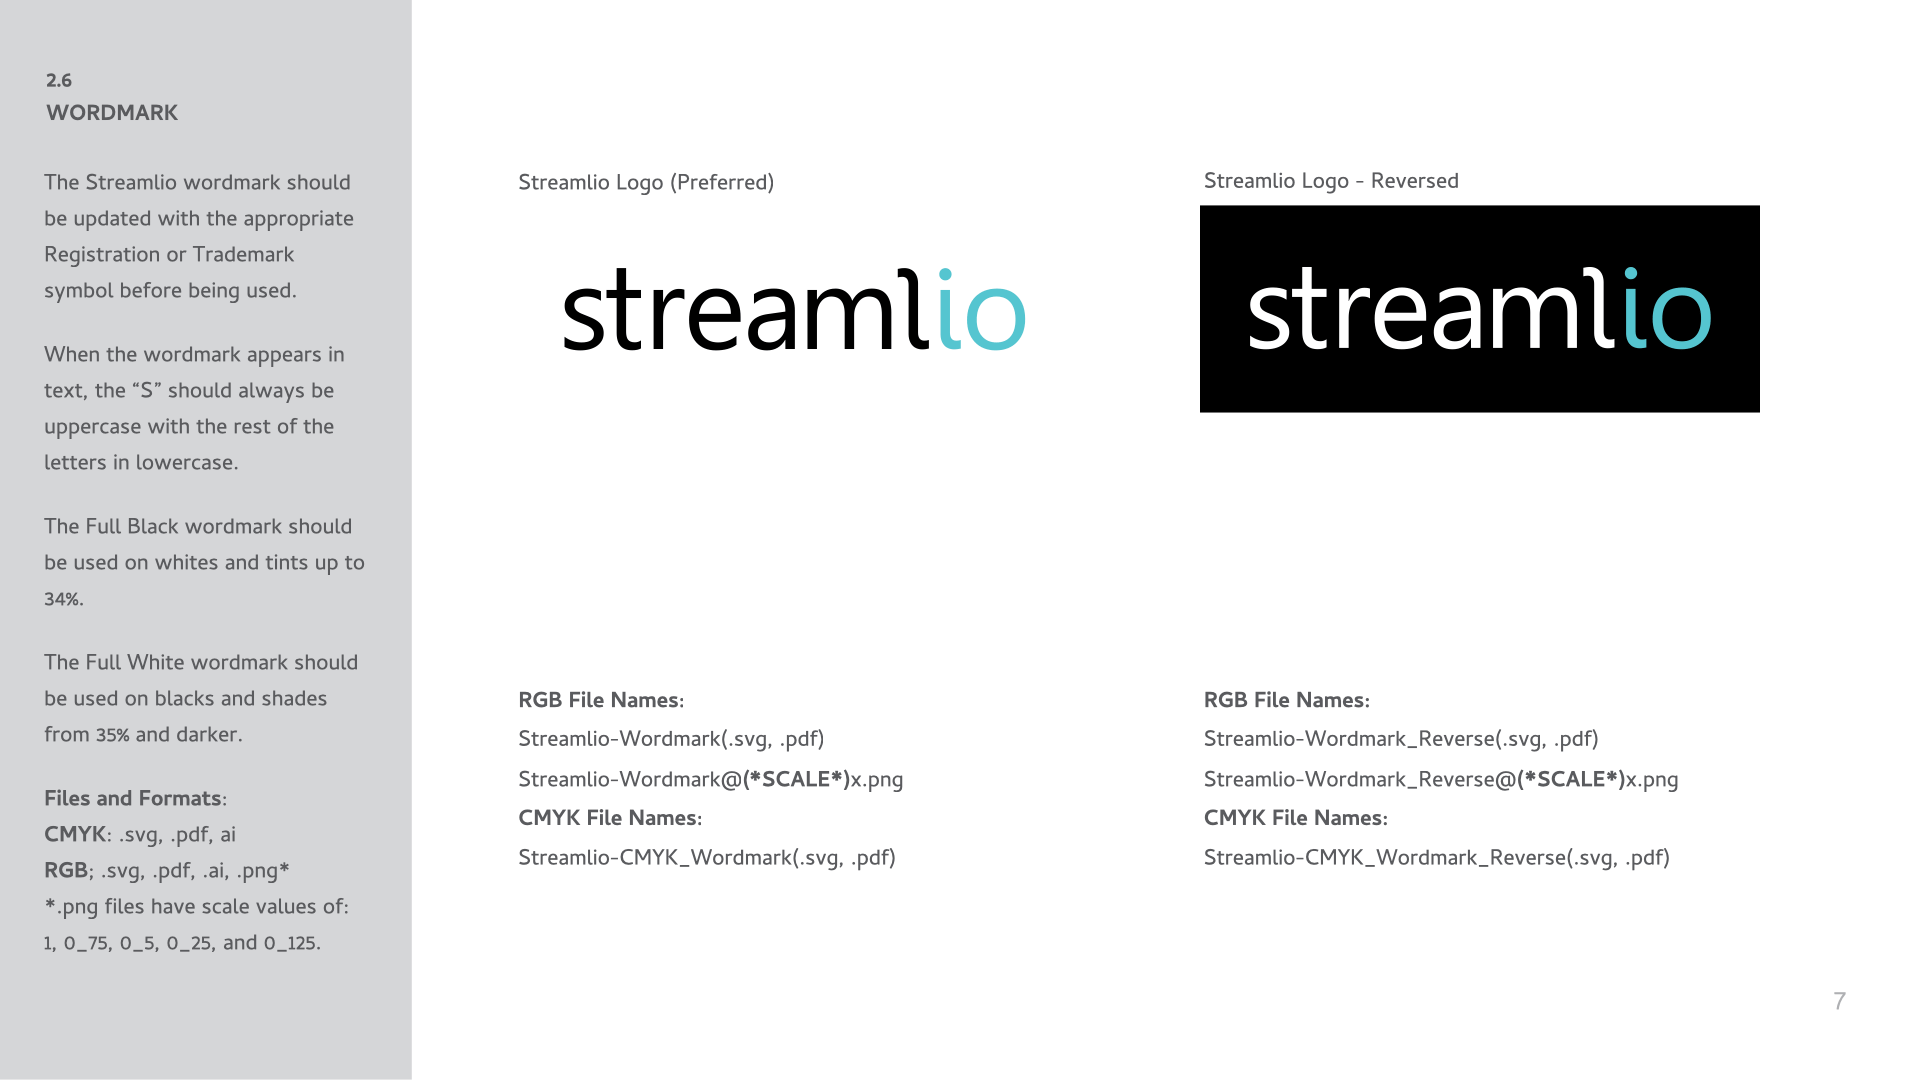 2.6
WORDMARK
The Streamlio wordmark should
be updated with the appropriate
Registration or Trademark
symbol before being used.
When the wordmark appears in
text, the “S” should always be
uppercase with the rest of the
letters in lowercase.
The Full Black wordmark should
be used on whites and tints up to
34%.
The Full White wordmark should
be used on blacks and shades
from 35% and darker.
Files and Formats:
CMYK: .svg, .pdf, ai
RGB; .svg, .pdf, .ai, .png*
*.png files have scale values of:
1, 0_75, 0_5, 0_25, and 0_125.
Streamlio Logo (Preferred)
streamlio
RGB File Names:
Streamlio-Wordmark(.svg, .pdf)
Streamlio-Wordmark@(*SCALE*)x.png
CMYK File Names:
Streamlio-CMYK_Wordmark(.svg, .pdf)
Streamlio Logo - Reversed
streamlio
RGB File Names:
Streamlio-Wordmark_Reverse(.svg, .pdf)
Streamlio-Wordmark_Reverse@(*SCALE*)x.png
CMYK File Names:
Streamlio-CMYK_Wordmark_Reverse(.svg, .pdf)
7